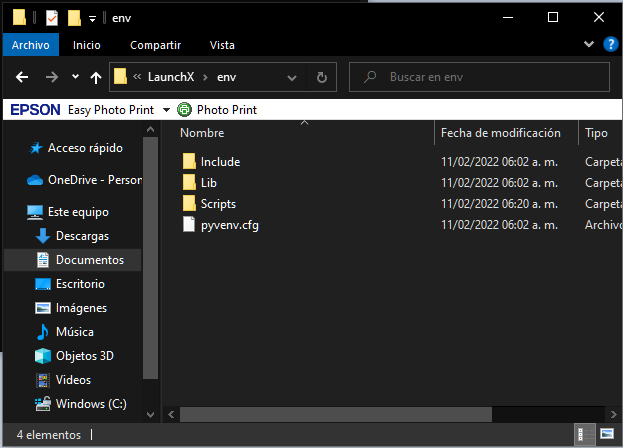 env
Archivo Inicio Compartir Vista
« LaunchX › env
Buscar en env
EPSON Easy Photo Print Photo Print
Nombre Fecha de modificación Tipo
Acceso rápido
OneDrive - Person
Este equipo
Descargas
Documentos
Escritorio
Imágenes
Música
Objetos 3D
Videos
Windows (C:)
Include 11/02/2022 06:02 a. m. Carpeta
Lib 11/02/2022 06:02 a. m. Carpeta
Scripts 11/02/2022 06:20 a. m. Carpeta
pyvenv.cfg 11/02/2022 06:02 a. m. Archivo
4 elementos